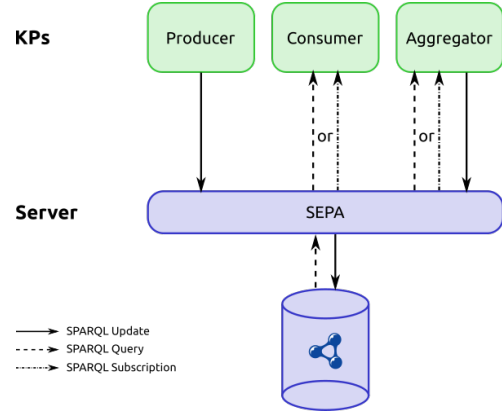 KPs
Producer
Consumer
Aggregator
or
or
Server
SEPA
SPARQL Update
SPARQL Query
SPARQL Subscription